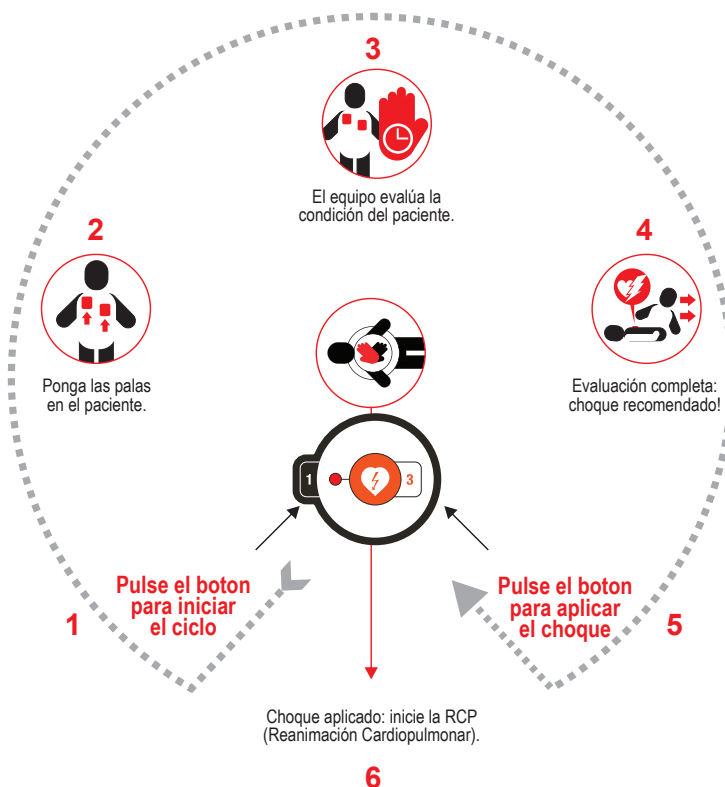 3
El equipo evalúa la
condición del paciente.
2
Ponga las palas
en el paciente.
4
Evaluación completa:
choque recomendado!
1
3
Pulse el boton
para iniciar
el ciclo
1
Pulse el boton
para aplicar
el choque
5
Choque aplicado: inicie la RCP
(Reanimación Cardiopulmonar).
6